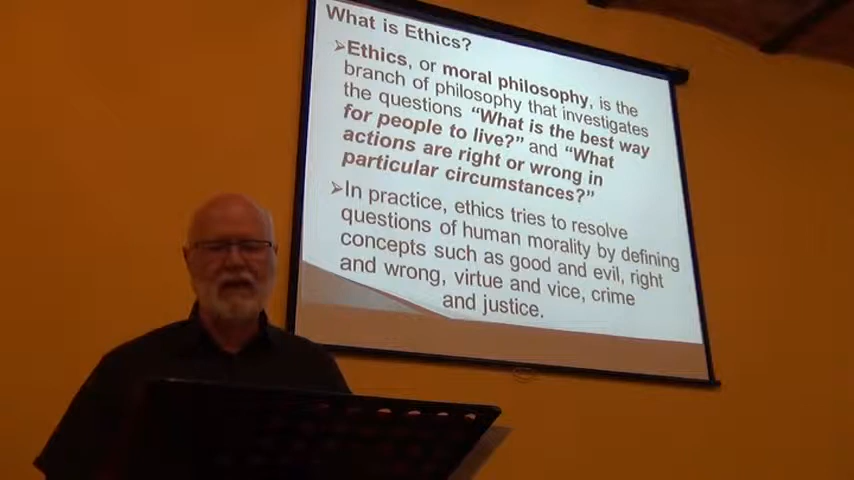 What is Ethics?
➢Ethics, or moral philosophy, is the
branch of philosophy that investigates
the questions “What is the best way
for people to live?” and “What
actions are right or wrong in
particular circumstances?”
➢In practice, ethics tries to resolve
questions of human morality by defining
concepts such as good and evil, right
and wrong, virtue and vice, crime
and justice.